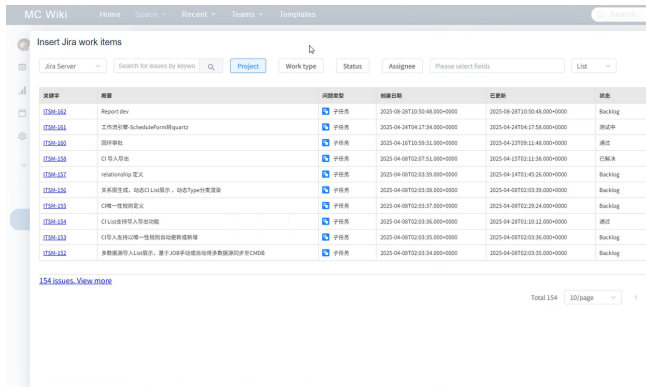 MC Wiki Home Space Recent Teams Templates Search
Insert Jira work items
Jira Server Search for issues by keywo Project Work type Status Assignee Please select fields List
关键字 概要 问题类型 创建日期 已更新 状态
ITSM-162 Report dev 子任务 2025-08-28T10:50:48.000+0000 2025-08-28T10:50:48.000+0000 Backlog
ITSM-161 工作流引擎-ScheduleForm转quartz 子任务 2025-04-24T04:17:34.000+0000 2025-04-24T04:17:58.000+0000 测试中
ITSM-160 回环审批 子任务 2025-04-16T10:59:31.000+0000 2025-04-23T09:11:49.000+0000 通过
ITSM-158 CI 导入导出 子任务 2025-04-08T02:07:51.000+0000 2025-04-15T02:11:36.000+0000 已解决
ITSM-157 relationship 定义 子任务 2025-04-08T02:03:39.000+0000 2025-04-14T01:45:26.000+0000 Backlog
ITSM-156 关系图生成，动态CI List展示，动态Type分类渲染 子任务 2025-04-08T02:03:38.000+0000 2025-04-08T02:03:39.000+0000 Backlog
ITSM-155 CI唯一性规则定义 子任务 2025-04-08T02:03:37.000+0000 2025-04-08T02:29:24.000+0000 Backlog
ITSM-154 CI List支持导入导出功能 子任务 2025-04-08T02:03:36.000+0000 2025-04-28T01:10:12.000+0000 通过
ITSM-153 CI导入支持以唯一性规则自动更新或新增 子任务 2025-04-08T02:03:35.000+0000 2025-04-08T02:03:36.000+0000 Backlog
ITSM-152 多数据源导入List展示，基于JOB手动或自动将多数据源同步至CMDB 子任务 2025-04-08T02:03:34.000+0000 2025-04-08T02:03:35.000+0000 Backlog
154 issues. View more
Total 154 10/page